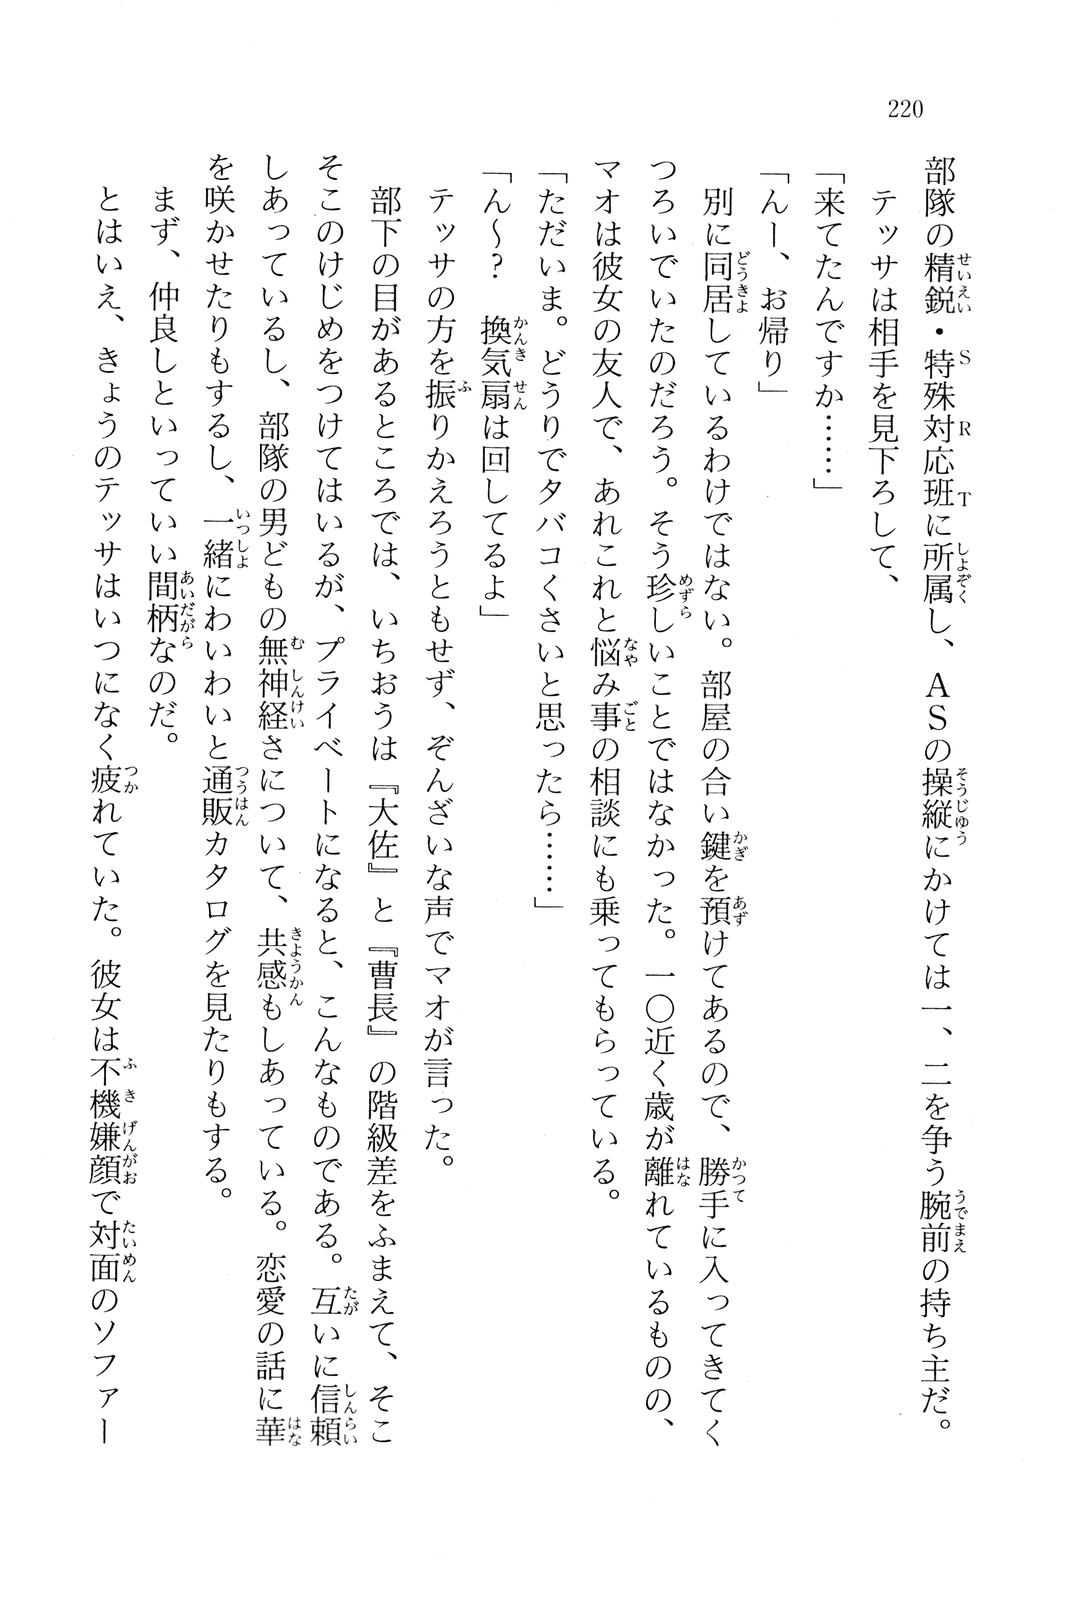 220
部隊の精鋭・特殊対応班に所属し、ASの操縦にかけては一、二を争う腕前の持ち主だ。
テッサは相手を見下ろして、
「来てたんですか……」
「んー、お帰り」
別に同居しているわけではない。部屋の合い鍵を預けてあるので、勝手に入ってきてく
つろいでいたのだろう。そう珍しいことではなかった。一〇近く歳が離れているものの、
マオは彼女の友人で、あれこれと悩み事の相談にも乗ってもらっている。
「ただいま。どうりでタバコくさいと思ったら……」
「ん〜? 換気扇は回してるよ」
テッサの方を振りかえろうともせず、ぞんざいな声でマオが言った。
部下の目があるところでは、いちおうは『大佐』と『曹長』の階級差をふまえて、そこ
そこのけじめをつけてはいるが、プライベートになると、こんなものである。互いに信頼
しあっているし、部隊の男どもの無神経さについて、共感もしあっている。恋愛の話に華
を咲かせたりもするし、一緒にわいわいと通販カタログを見たりもする。
まず、仲良しといっていい間柄なのだ。
とはいえ、きょうのテッサはいつになく疲れていた。彼女は不機嫌顔で対面のソファー